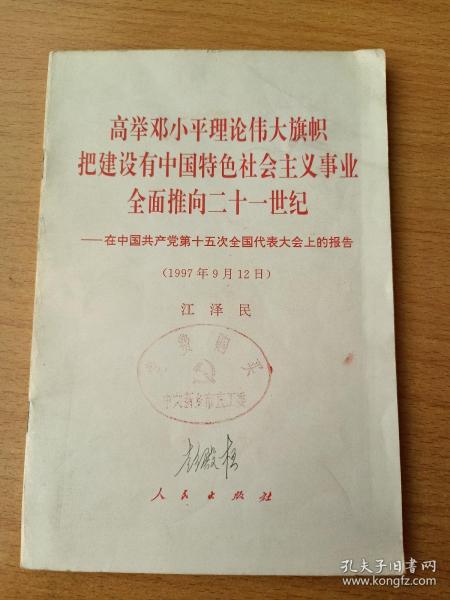 高举邓小平理论伟大旗帜
把建设有中国特色社会主义事业
全面推向二十一世纪
——在中国共产党第十五次全国代表大会上的报告
(1997年9月12日)
江泽民
党费购买
人民出版社
孔夫子旧书网
www.kongfz.com